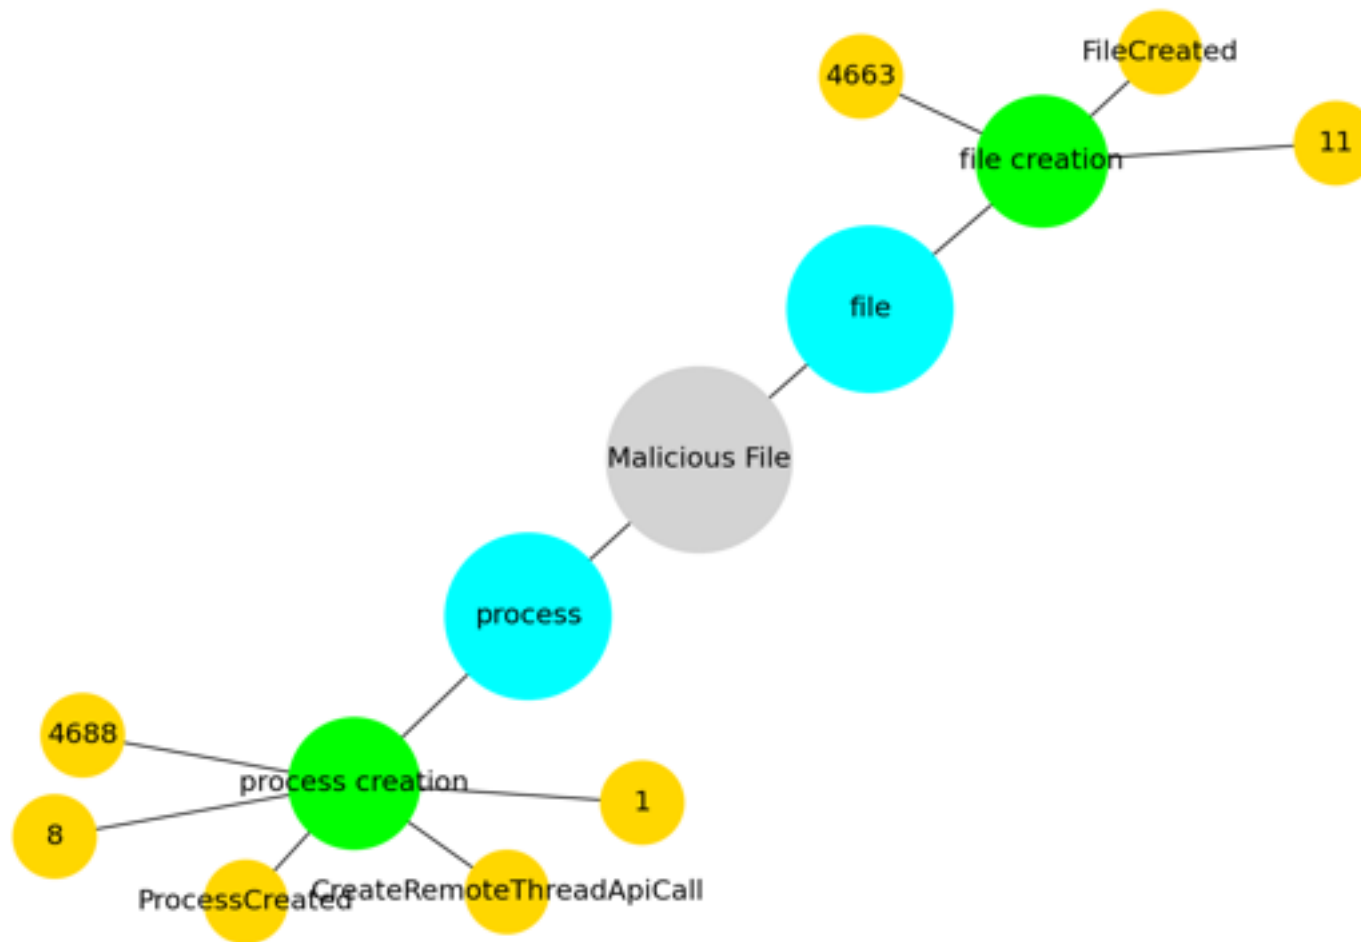 FileCreated
4663
11
file creation
file
Malicious File
process
4688
process creation
1
8
ProcessCreated
CreateRemoteThreadApiCall